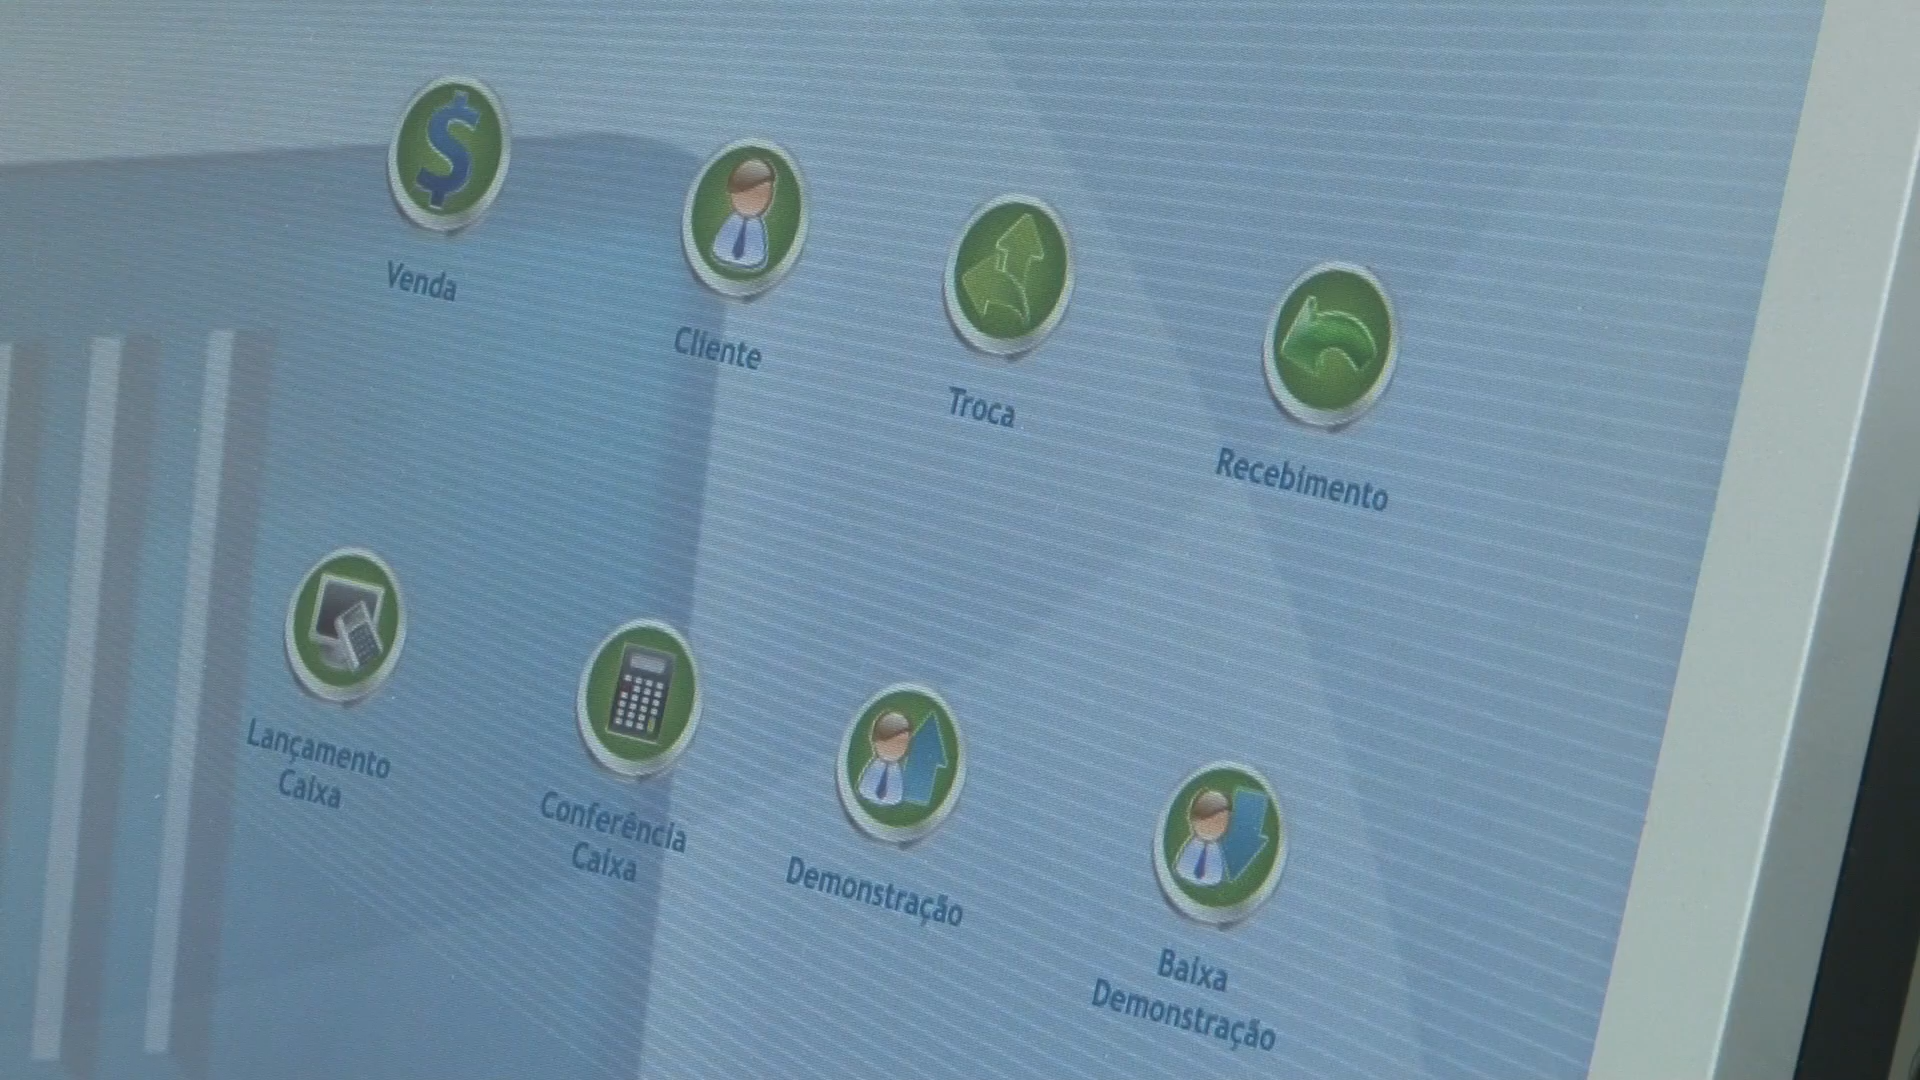 Venda
Cliente
Troca
Recebimento
Lançamento
Caixa
Conferência
Caixa
Demonstração
Baixa
Demonstração